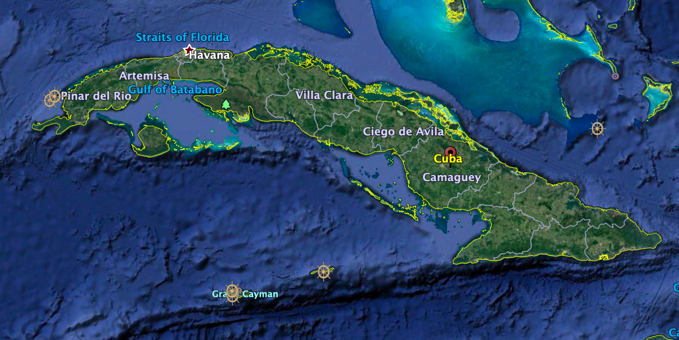 Straits of Florida
Havana
Artemisa
Gulf of Batabano
Pinar del Rio
Villa Clara
Ciego de Avila
Cuba
Camaguey
Grand Cayman